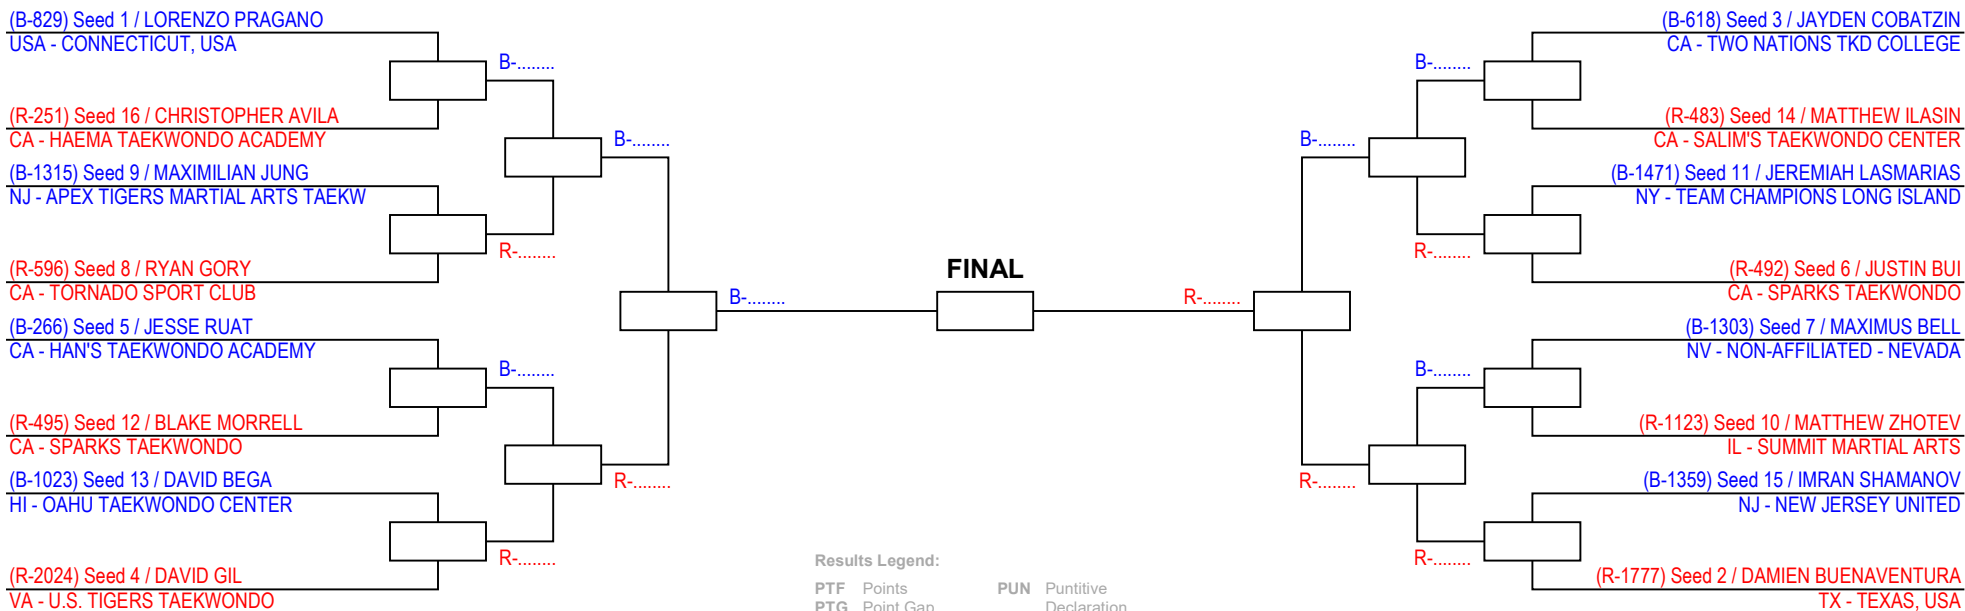 (B-829) Seed 1 / LORENZO PRAGANO
USA - CONNECTICUT, USA
B-........
(R-251) Seed 16 / CHRISTOPHER AVILA
CA - HAEMA TAEKWONDO ACADEMY
B-........
(B-1315) Seed 9 / MAXIMILIAN JUNG
NJ - APEX TIGERS MARTIAL ARTS TAEKW
R-........
(R-596) Seed 8 / RYAN GORY
CA - TORNADO SPORT CLUB
B-........
(B-266) Seed 5 / JESSE RUAT
CA - HAN'S TAEKWONDO ACADEMY
B-........
(R-495) Seed 12 / BLAKE MORRELL
CA - SPARKS TAEKWONDO
R-........
(B-1023) Seed 13 / DAVID BEGA
HI - OAHU TAEKWONDO CENTER
R-........
(R-2024) Seed 4 / DAVID GIL
VA - U.S. TIGERS TAEKWONDO
FINAL
(B-618) Seed 3 / JAYDEN COBATZIN
CA - TWO NATIONS TKD COLLEGE
B-........
(R-483) Seed 14 / MATTHEW ILASIN
CA - SALIM'S TAEKWONDO CENTER
B-........
(B-1471) Seed 11 / JEREMIAH LASMARIAS
NY - TEAM CHAMPIONS LONG ISLAND
R-........
(R-492) Seed 6 / JUSTIN BUI
CA - SPARKS TAEKWONDO
R-........
(B-1303) Seed 7 / MAXIMUS BELL
NV - NON-AFFILIATED - NEVADA
B-........
(R-1123) Seed 10 / MATTHEW ZHOTEV
IL - SUMMIT MARTIAL ARTS
R-........
(B-1359) Seed 15 / IMRAN SHAMANOV
NJ - NEW JERSEY UNITED
R-........
(R-1777) Seed 2 / DAMIEN BUENAVENTURA
TX - TEXAS, USA
Results Legend:
PTF Points PUN Puntitive
PTG Point Gap Declaration